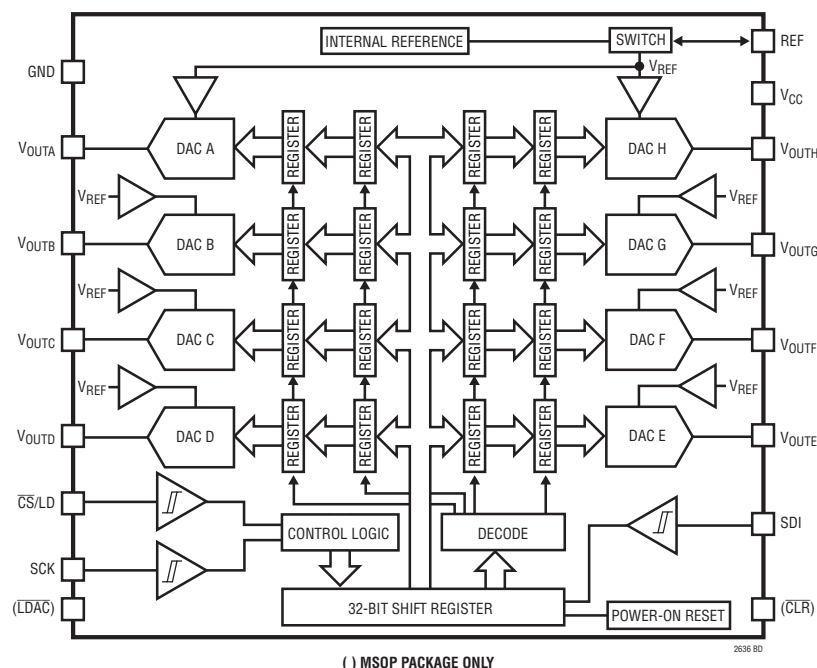 INTERNAL REFERENCE
SWITCH
REF
GND
VREF
VCC
REGISTER
REGISTER
REGISTER
REGISTER
VOUTA
DAC A
DAC H
VOUTH
VREF
VREF
REGISTER
REGISTER
REGISTER
REGISTER
VOUTB
DAC B
DAC G
VOUTG
VREF
VREF
REGISTER
REGISTER
REGISTER
REGISTER
VOUTC
DAC C
DAC F
VOUTF
VREF
VREF
REGISTER
REGISTER
REGISTER
REGISTER
VOUTD
DAC D
DAC E
VOUTE
C̅S̅/LD
CONTROL LOGIC
DECODE
SDI
SCK
(L̅D̅A̅C̅)
32-BIT SHIFT REGISTER
POWER-ON RESET
(C̅L̅R̅)
2636 BD
( ) MSOP PACKAGE ONLY